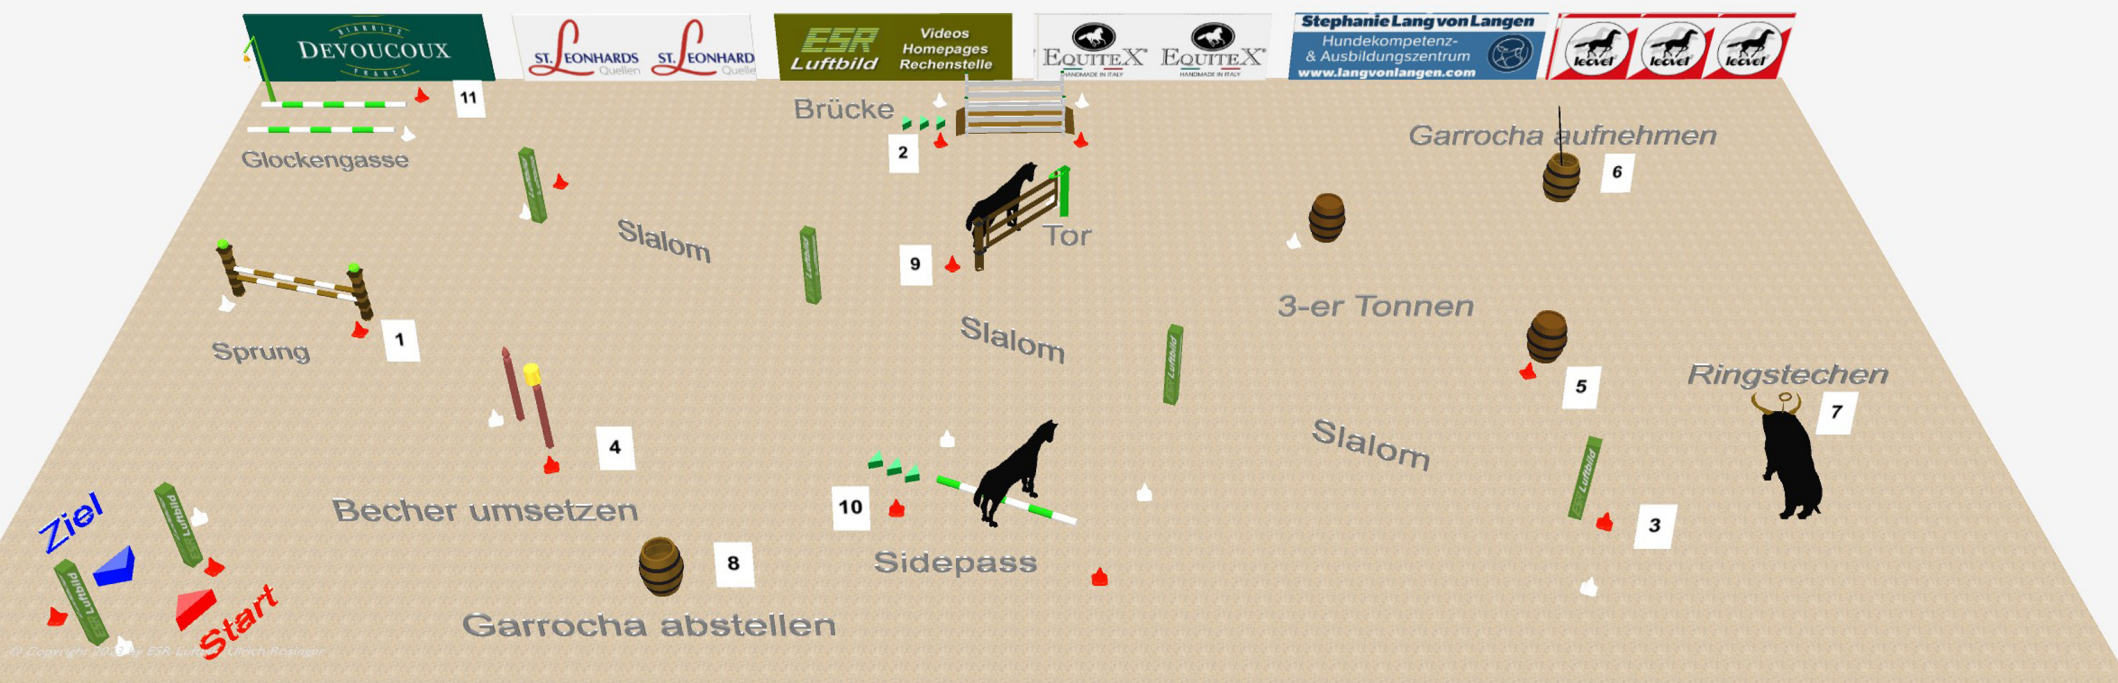 BIARRITZ
DEVOUCOUX
FRANCE
ST. LEONHARDS
Quellen
ST. LEONHARD
Quelle
ESR
Luftbild
Videos
Homepages
Rechenstelle
EQUITEX
HANDMADE IN ITALY
EQUITEX
HANDMADE IN ITALY
Stephanie Lang von Langen
Hundekompetenz-
& Ausbildungszentrum
www.langvonlangen.com
leovet
leovet
leovet
11
Glockengasse
Brücke
2
Garrocha aufnehmen
6
Slalom
Luftbild
9
Tor
3-er Tonnen
Sprung
1
Slalom
Luftbild
5
Ringstechen
7
4
Becher umsetzen
10
Sidepass
Slalom
Luftbild
3
8
Garrocha abstellen
Ziel
ESR Luftbild
ESR Luftbild
Start